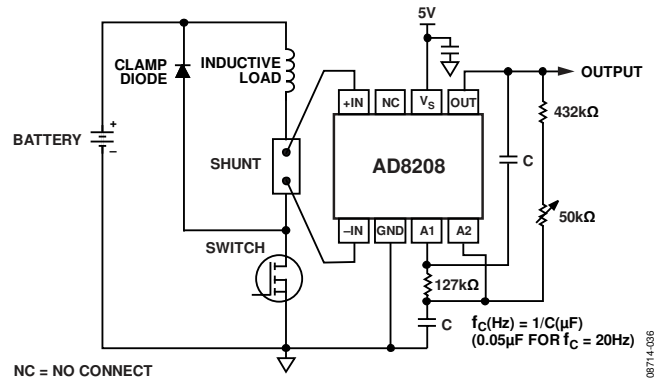 5V
CLAMP
DIODE
INDUCTIVE
LOAD
OUTPUT
+IN
NC
VS
OUT
432kΩ
BATTERY
+
–
SHUNT
AD8208
C
50kΩ
–IN
GND
A1
A2
SWITCH
127kΩ
C
fC(Hz) = 1/C(µF)
(0.05µF FOR fC = 20Hz)
NC = NO CONNECT
08714-036